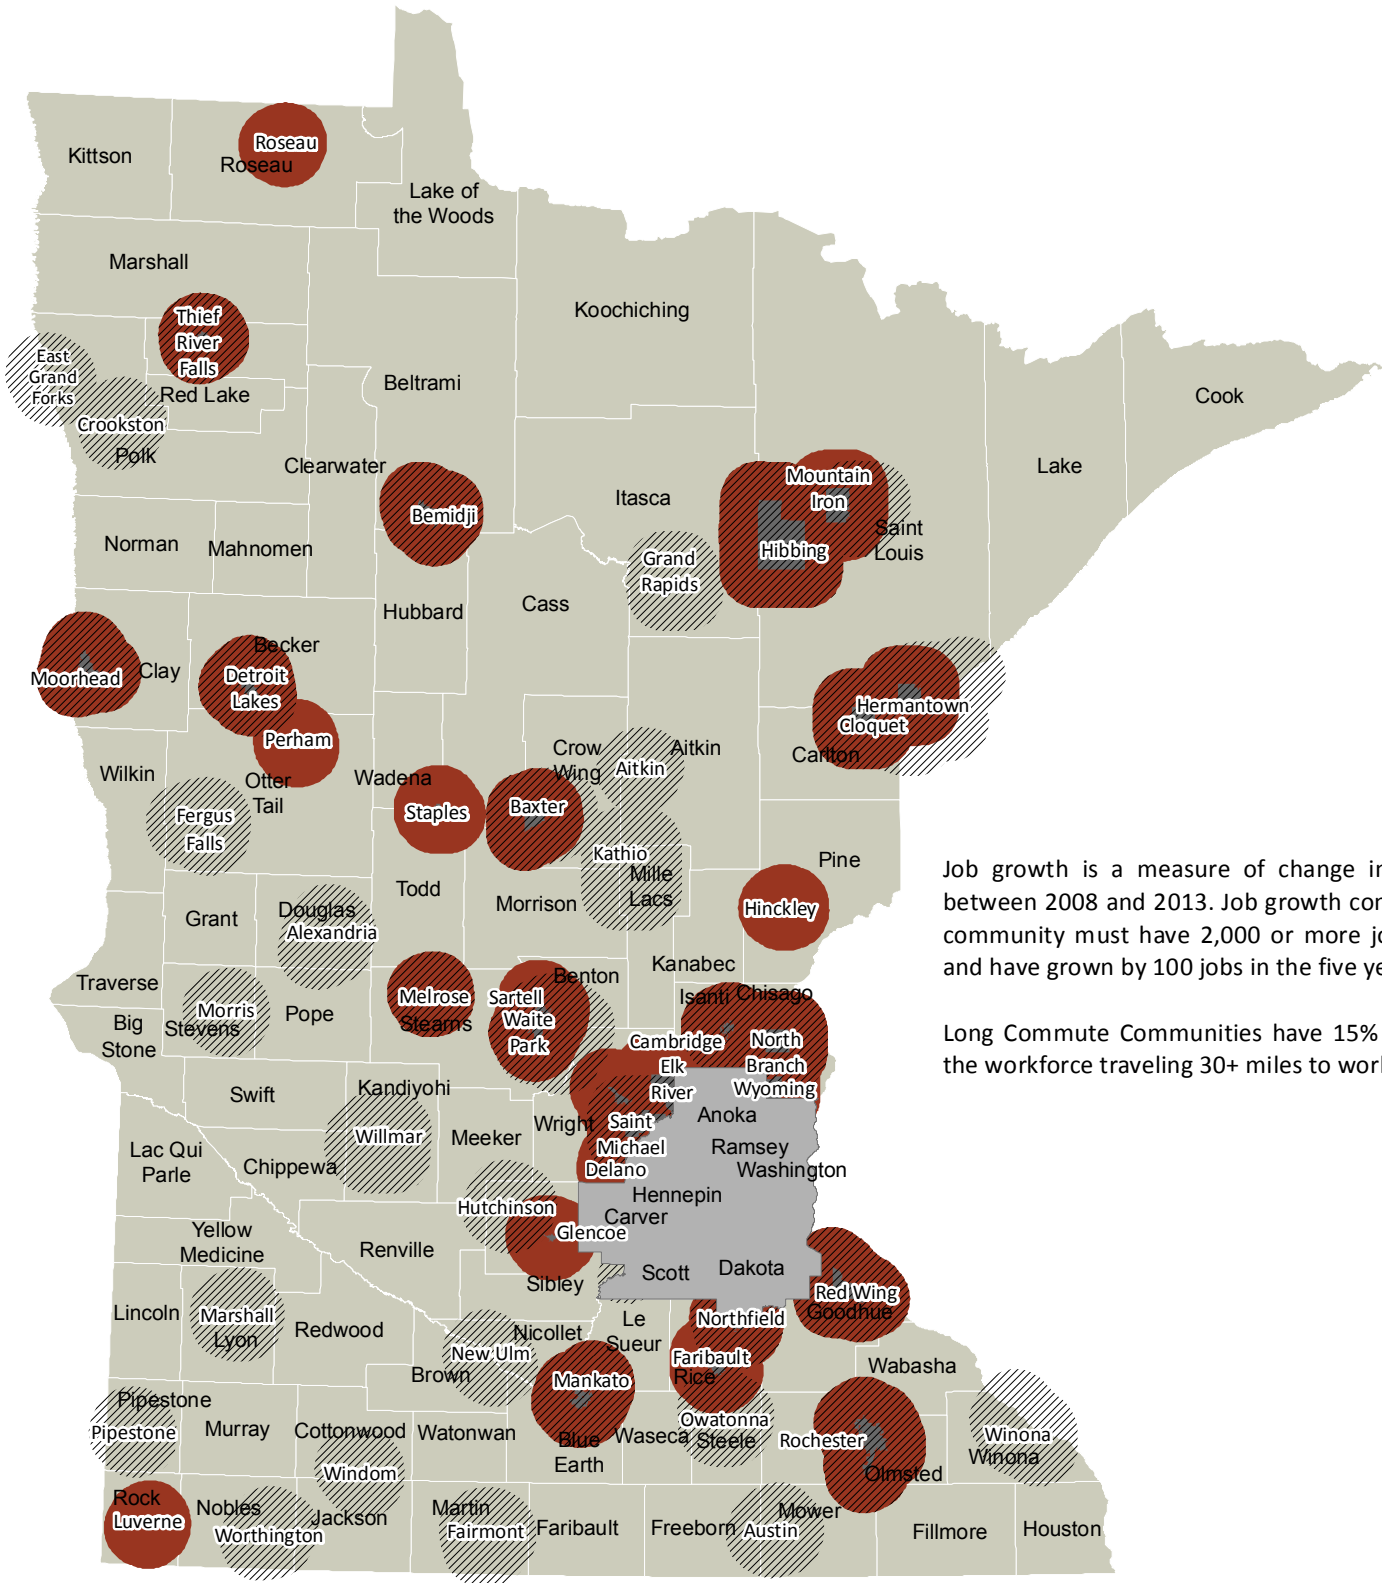 Roseau
Kittson
Roseau
Lake of
the Woods
Marshall
Koochiching
Thief
River
Falls
East
Grand
Forks
Beltrami
Red Lake
Cook
Crookston
Polk
Clearwater
Lake
Mountain
Iron
Itasca
Bemidji
Saint
Louis
Norman
Mahnomen
Hibbing
Grand
Rapids
Cass
Hubbard
Becker
Moorhead
Clay
Detroit
Lakes
Hermantown
Cloquet
Perham
Crow
Wing
Aitkin
Aitkin
Carlton
Wilkin
Otter
Tail
Wadena
Fergus
Falls
Staples
Baxter
Kathio
Mille
Lacs
Pine
Todd
Morrison
Hinckley
Grant
Douglas
Alexandria
Kanabec
Traverse
Benton
Isanti
Chisago
Morris
Stevens
Pope
Melrose
Stearns
Sartell
Waite
Park
Big
Stone
Cambridge
North
Branch
Elk
River
Wyoming
Swift
Kandiyohi
Anoka
Wright
Saint
Michael
Willmar
Meeker
Ramsey
Lac Qui
Parle
Chippewa
Delano
Washington
Hennepin
Hutchinson
Carver
Glencoe
Yellow
Medicine
Renville
Scott
Dakota
Sibley
Red Wing
Goodhue
Lincoln
Marshall
Lyon
Redwood
Nicollet
Le
Sueur
Northfield
New Ulm
Faribault
Rice
Wabasha
Brown
Mankato
Pipestone
Pipestone
Murray
Cottonwood
Watonwan
Blue
Earth
Waseca
Owatonna
Steele
Rochester
Olmsted
Winona
Winona
Windom
Rock
Luverne
Nobles
Worthington
Jackson
Martin
Fairmont
Faribault
Freeborn
Mower
Austin
Fillmore
Houston
Job growth is a measure of change in
between 2008 and 2013. Job growth
community must have 2,000 or more
and have grown by 100 jobs in the five
Long Commute Communities have 15%
the workforce traveling 30+ miles to